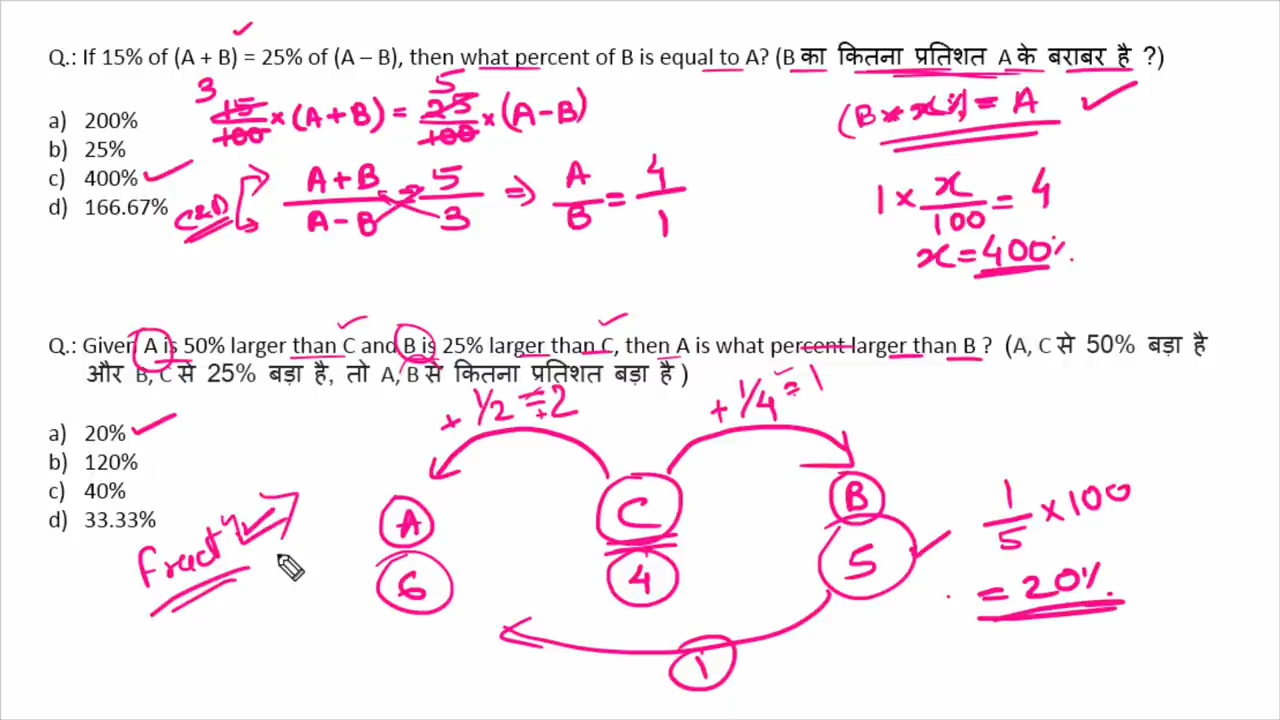 Q.: If 15% of (A + B) = 25% of (A – B), then what percent of B is equal to A? (B का कितना प्रतिशत A के बराबर है ?)
3 15/100 × (A+B) = 5 25/100 × (A-B)
(B × x%) = A
a) 200%
b) 25%
c) 400%
d) 166.67%
C&D
A+B/A-B = 5/3 ⇒ A/B = 4/1
1 × x/100 = 4
x = 400%.
Q.: Given A is 50% larger than C and B is 25% larger than C, then A is what percent larger than B ? (A, C से 50% बड़ा है
और B, C से 25% बड़ा है, तो A, B से कितना प्रतिशत बड़ा है )
+ 1/2 = +2
+ 1/4 = 1
a) 20%
b) 120%
c) 40%
d) 33.33%
fractn
A C B
6 4 5
1
1/5 × 100
= 20%.